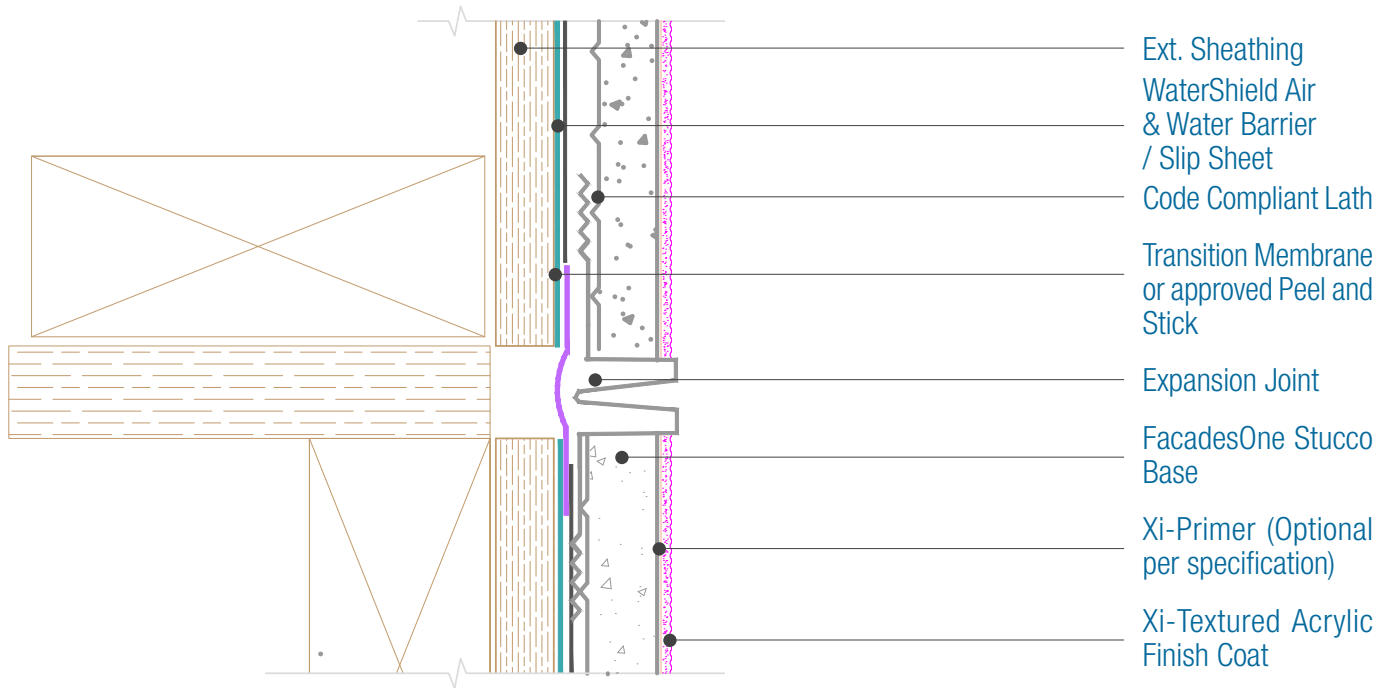 Ext. Sheathing
WaterShield Air
& Water Barrier
/ Slip Sheet
Code Compliant Lath
Transition Membrane
or approved Peel and
Stick
Expansion Joint
FacadesOne Stucco
Base
Xi-Primer (Optional
per specification)
Xi-Textured Acrylic
Finish Coat